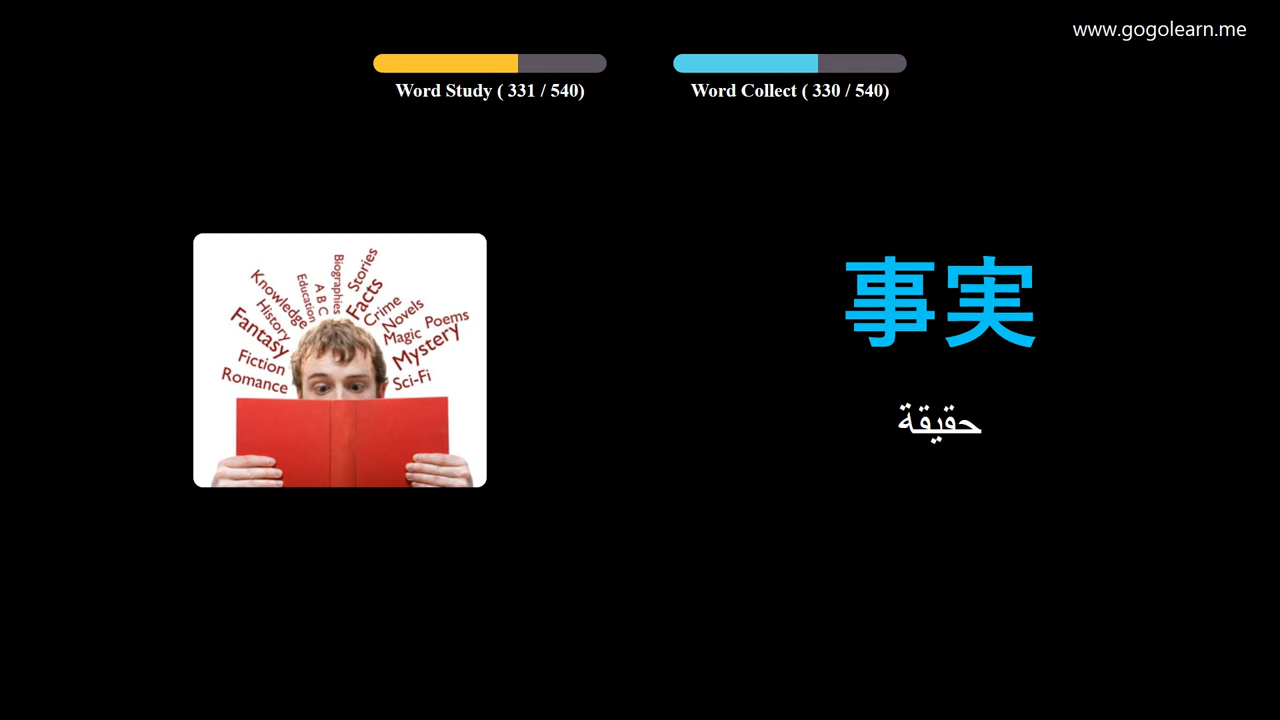 www.gogolearn.me
Word Study ( 331 / 540)
Word Collect ( 330 / 540)
Knowledge
History
Fantasy
Fiction
Romance
Education
A B C
Biographies
Stories
Facts
Crime
Novels
Magic
Poems
Mystery
Sci-Fi
事実
حقيقة